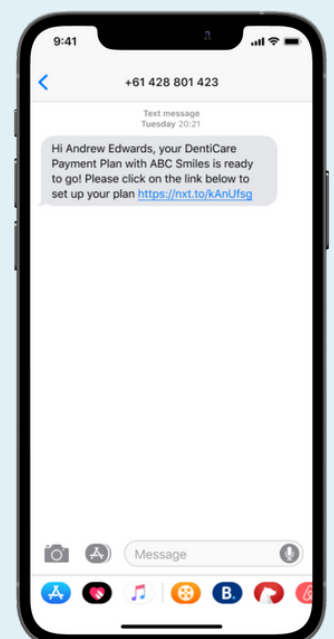 9:41
+61 428 801 423
Text message
Tuesday 20:21
Hi Andrew Edwards, your DentiCare
Payment Plan with ABC Smiles is ready
to go! Please click on the link below to
set up your plan https://nxt.to/kAnUfsg
Message
B.